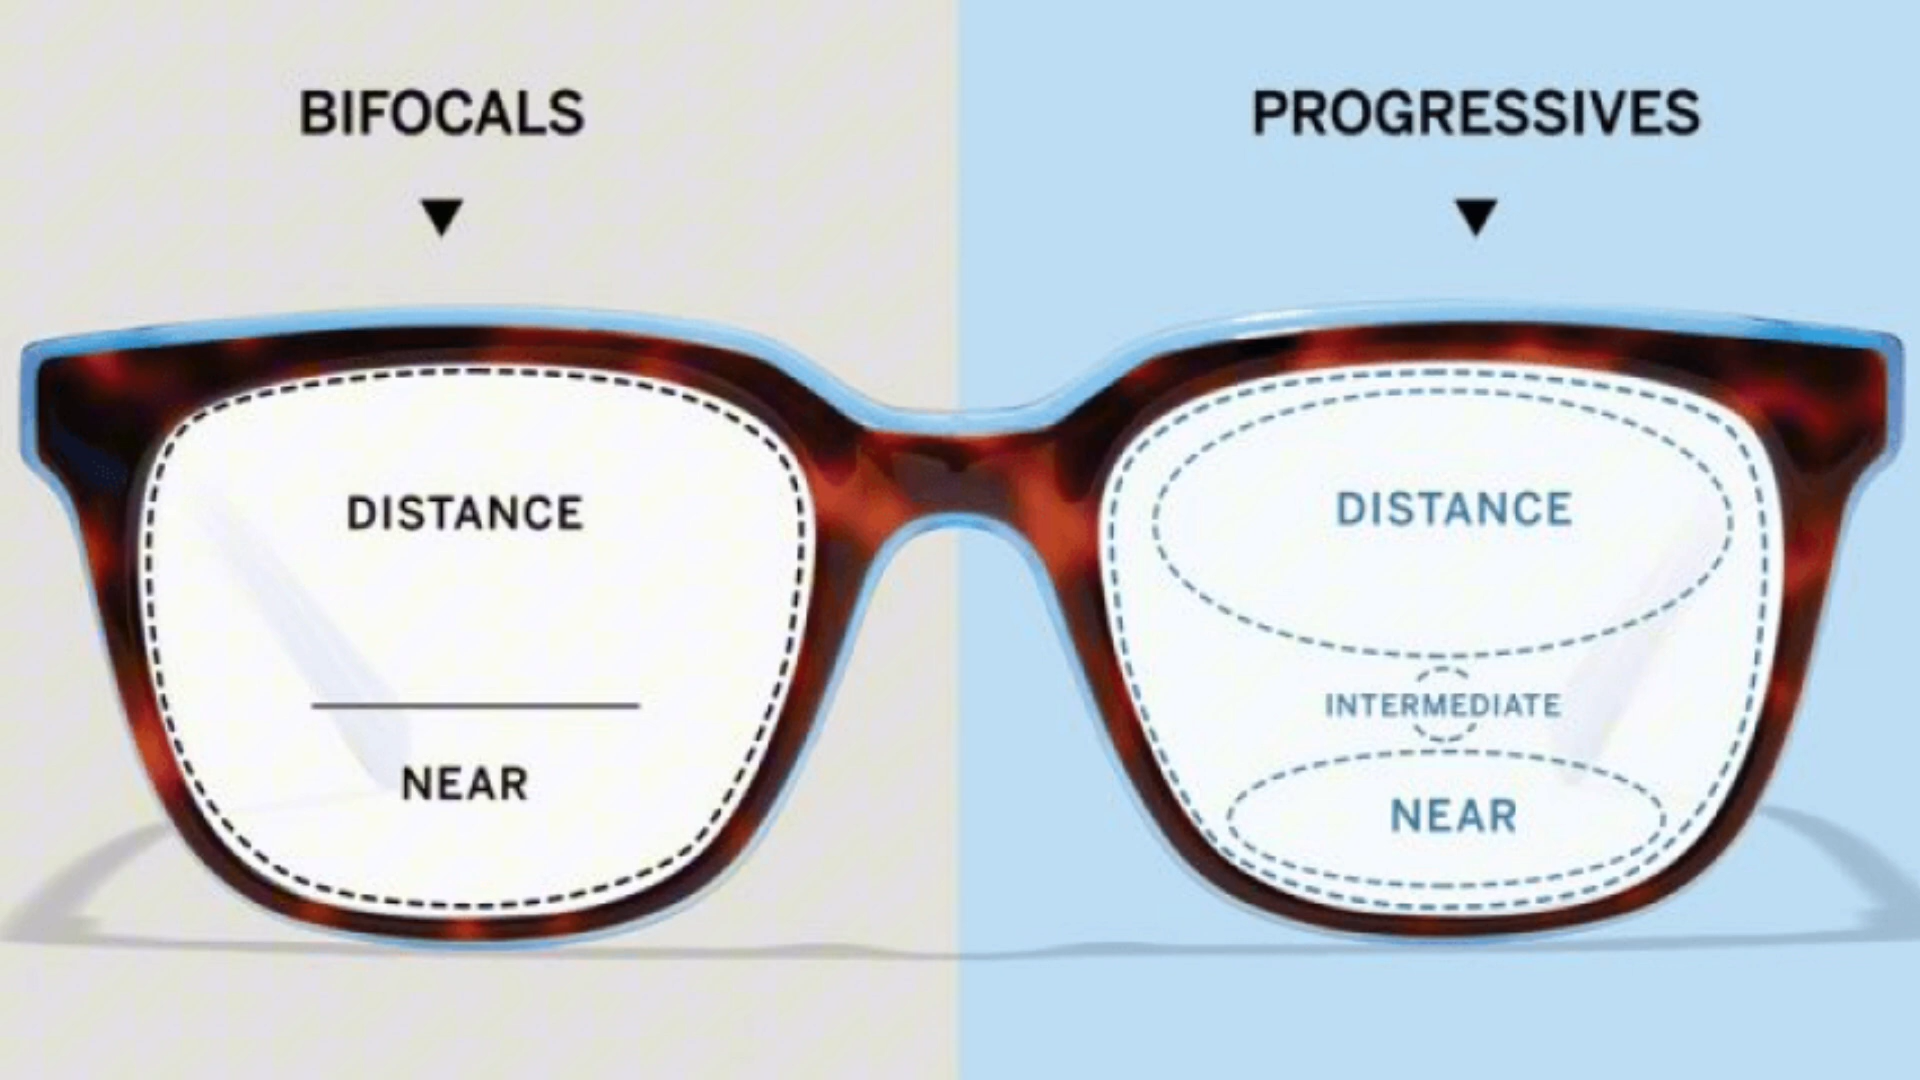 BIFOCALS
PROGRESSIVES
DISTANCE
NEAR
DISTANCE
INTERMEDIATE
NEAR